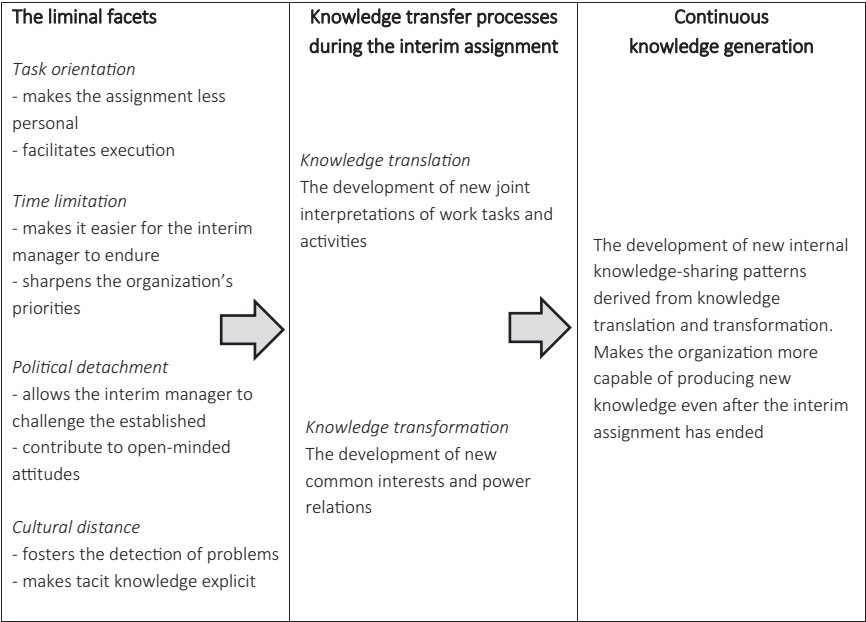 The liminal facets
Task orientation
- makes the assignment less
personal
- facilitates execution
Time limitation
- makes it easier for the interim
manager to endure
- sharpens the organization’s
priorities
Political detachment
- allows the interim manager to
challenge the established
- contribute to open-minded
attitudes
Cultural distance
- fosters the detection of problems
- makes tacit knowledge explicit
Knowledge transfer processes
during the interim assignment
Knowledge translation
The development of new joint
interpretations of work tasks and
activities
Knowledge transformation
The development of new
common interests and power
relations
Continuous
knowledge generation
The development of new internal
knowledge-sharing patterns
derived from knowledge
translation and transformation.
Makes the organization more
capable of producing new
knowledge even after the interim
assignment has ended